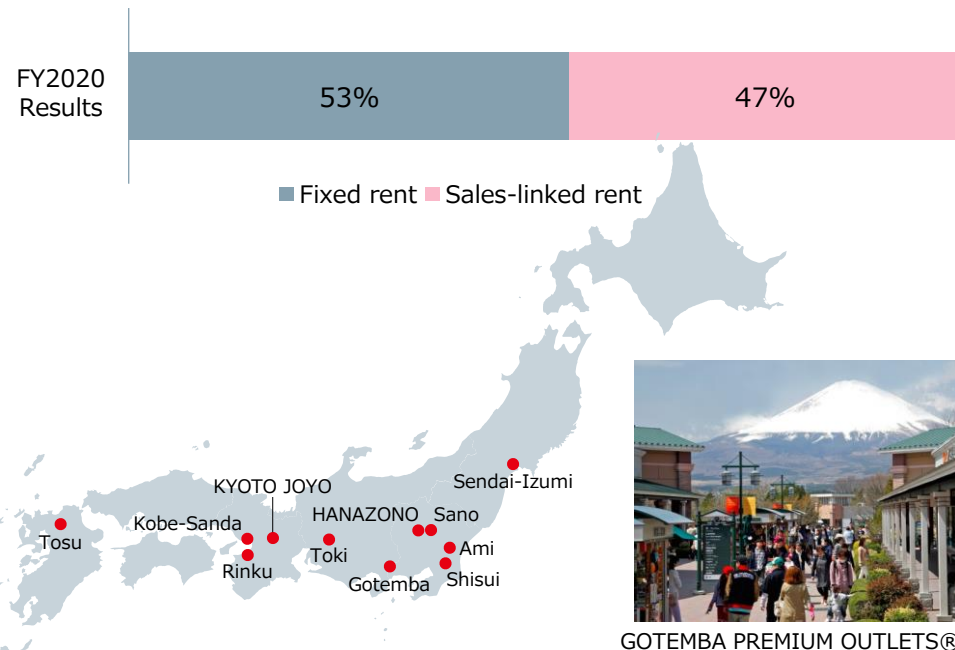 FY2020
Results
53%
47%
Fixed rent
Sales-linked rent
Sendai-Izumi
KYOTO JOYO
HANAZONO
Sano
Kobe-Sanda
Tosu
Toki
Ami
Rinku
Gotemba
Shisui
GOTEMBA PREMIUM OUTLETS®